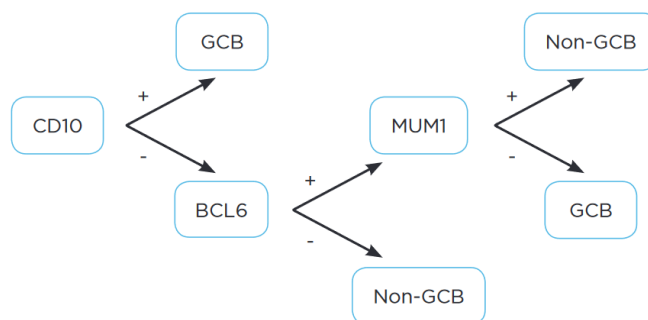 GCB
Non-GCB
+
+
CD10
MUM1
-
-
+
BCL6
GCB
-
Non-GCB